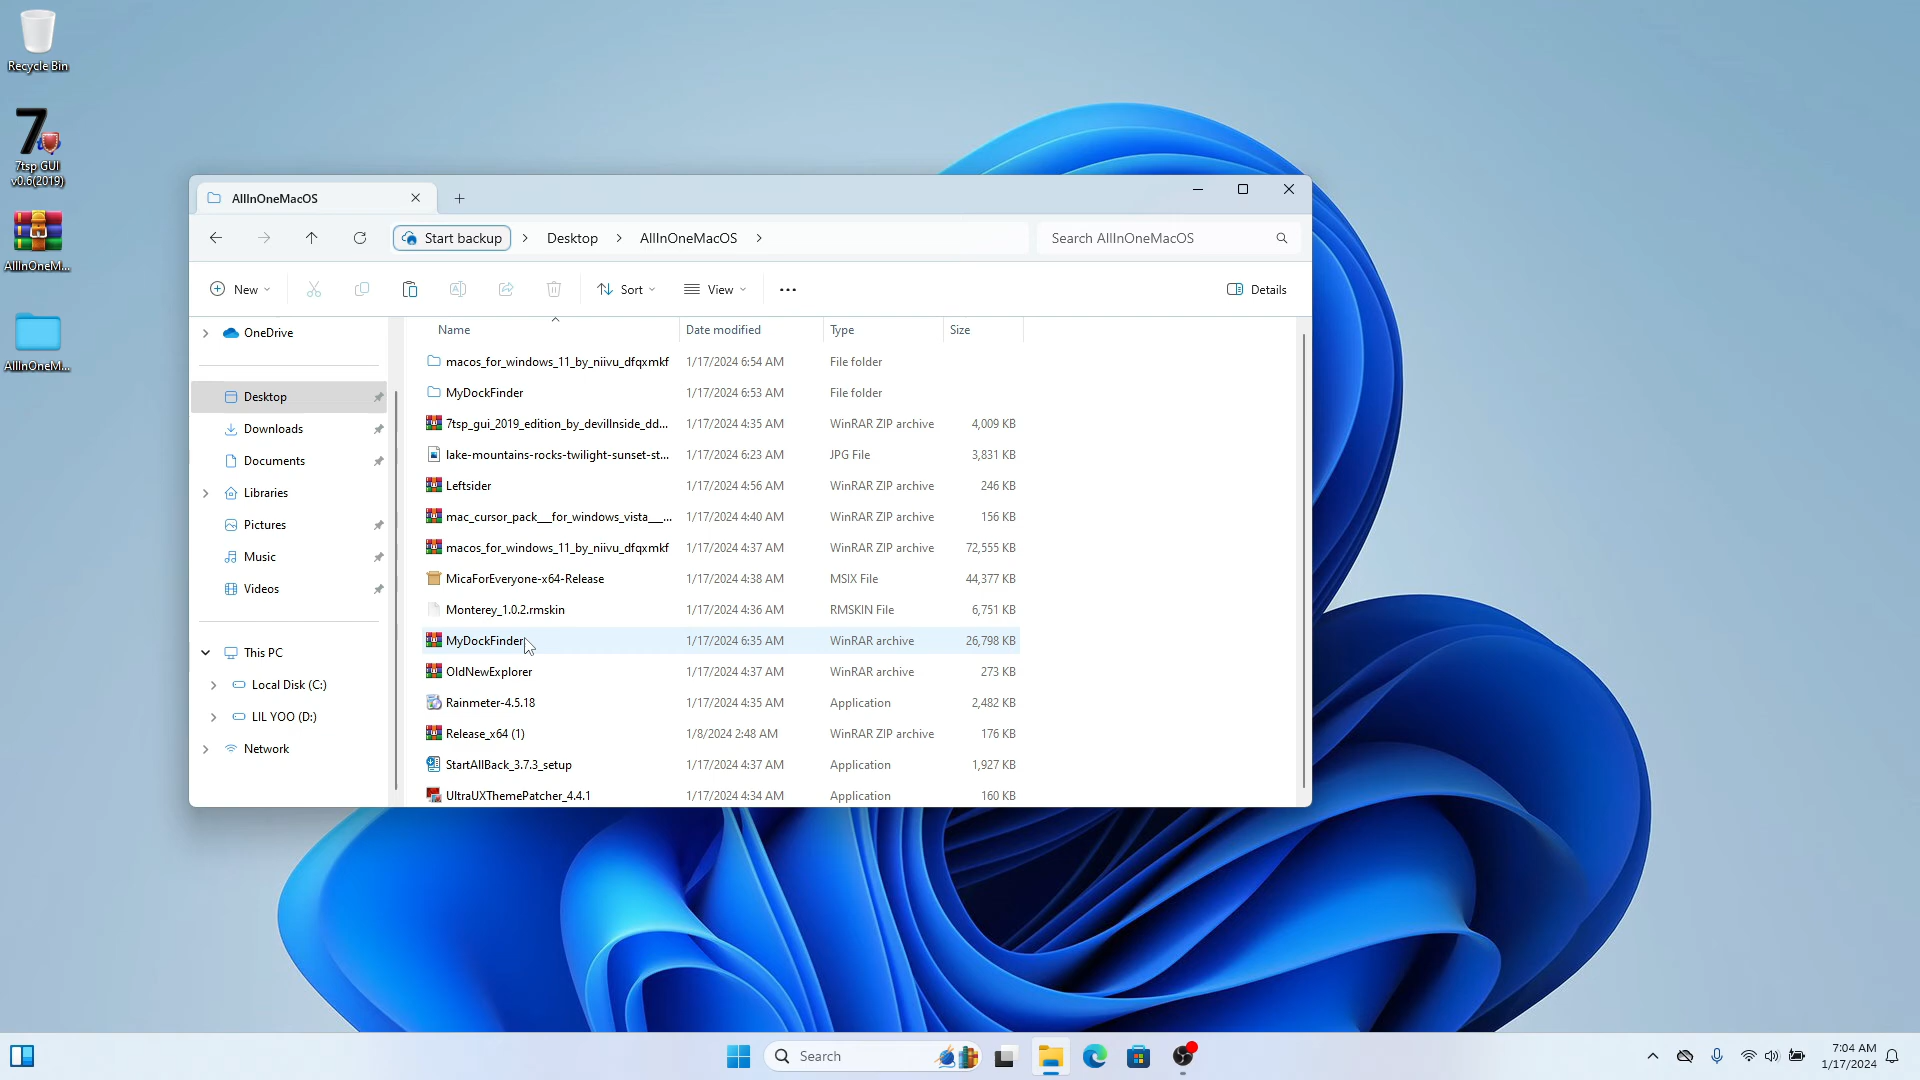 Recycle Bin
7tsp GUI
v0.6(2019)
AllInOneM...
AllInOneM...
AllInOneMacOS
Start backup
Desktop
AllInOneMacOS
Search AllInOneMacOS
New
Sort
View
Details
OneDrive
Desktop
Downloads
Documents
Libraries
Pictures
Music
Videos
This PC
Local Disk (C:)
LIL YOO (D:)
Network
Name Date modified Type Size
macos_for_windows_11_by_niivu_dfqxmkf 1/17/2024 6:54 AM File folder
MyDockFinder 1/17/2024 6:53 AM File folder
7tsp_gui_2019_edition_by_devillnside_dd... 1/17/2024 4:35 AM WinRAR ZIP archive 4,009 KB
lake-mountains-rocks-twilight-sunset-st... 1/17/2024 6:23 AM JPG File 3,831 KB
Leftsider 1/17/2024 4:56 AM WinRAR ZIP archive 246 KB
mac_cursor_pack___for_windows_vista___... 1/17/2024 4:40 AM WinRAR ZIP archive 156 KB
macos_for_windows_11_by_niivu_dfqxmkf 1/17/2024 4:37 AM WinRAR ZIP archive 72,555 KB
MicaForEveryone-x64-Release 1/17/2024 4:38 AM MSIX File 44,377 KB
Monterey_1.0.2.rmskin 1/17/2024 4:36 AM RMSKIN File 6,751 KB
MyDockFinder 1/17/2024 6:35 AM WinRAR archive 26,798 KB
OldNewExplorer 1/17/2024 4:37 AM WinRAR archive 273 KB
Rainmeter-4.5.18 1/17/2024 4:35 AM Application 2,482 KB
Release_x64 (1) 1/8/2024 2:48 AM WinRAR ZIP archive 176 KB
StartAllBack_3.7.3_setup 1/17/2024 4:37 AM Application 1,927 KB
UltraUXThemePatcher_4.4.1 1/17/2024 4:34 AM Application 160 KB
Search
7:04 AM
1/17/2024